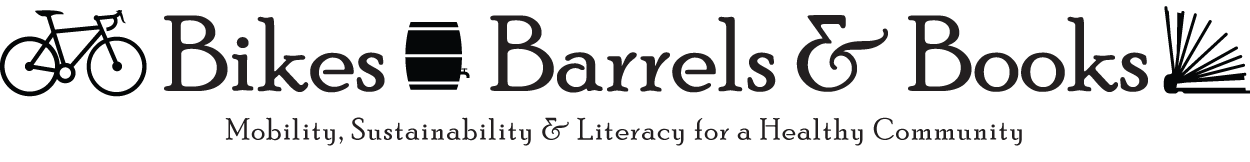 Bikes Barrels & Books
Mobility, Sustainability & Literacy for a Healthy Community